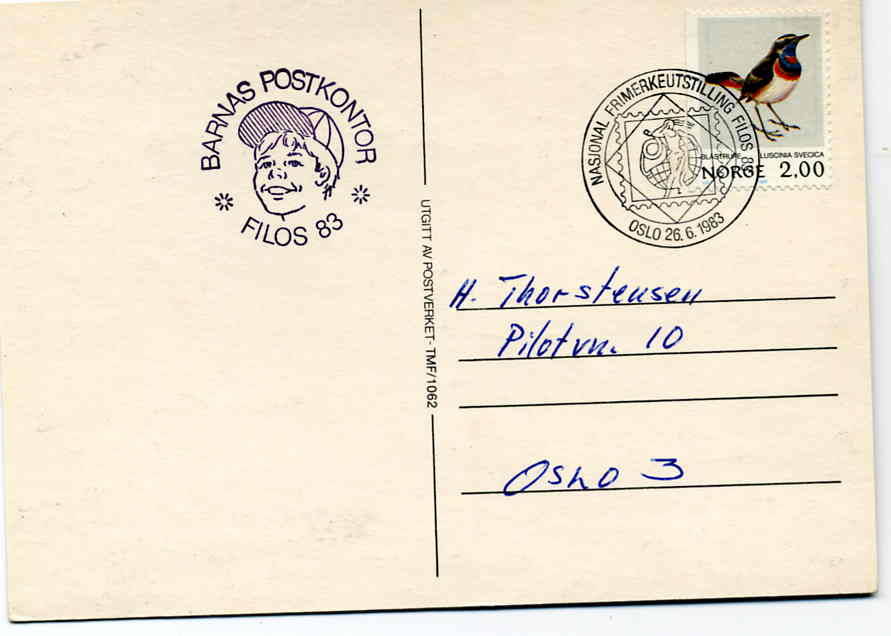 BARNAS POSTKONTOR
FILOS 83
UTGITT AV POSTVERKET - TMF/1062
NASJONAL FRIMERKEUTSTILLING FILOS 83
OSLO 26.6.1983
BLÅSTRUPE LUSCINIA SVECICA
NORGE 2,00
H. Thorstensen
Pilotvn. 10
Oslo 3